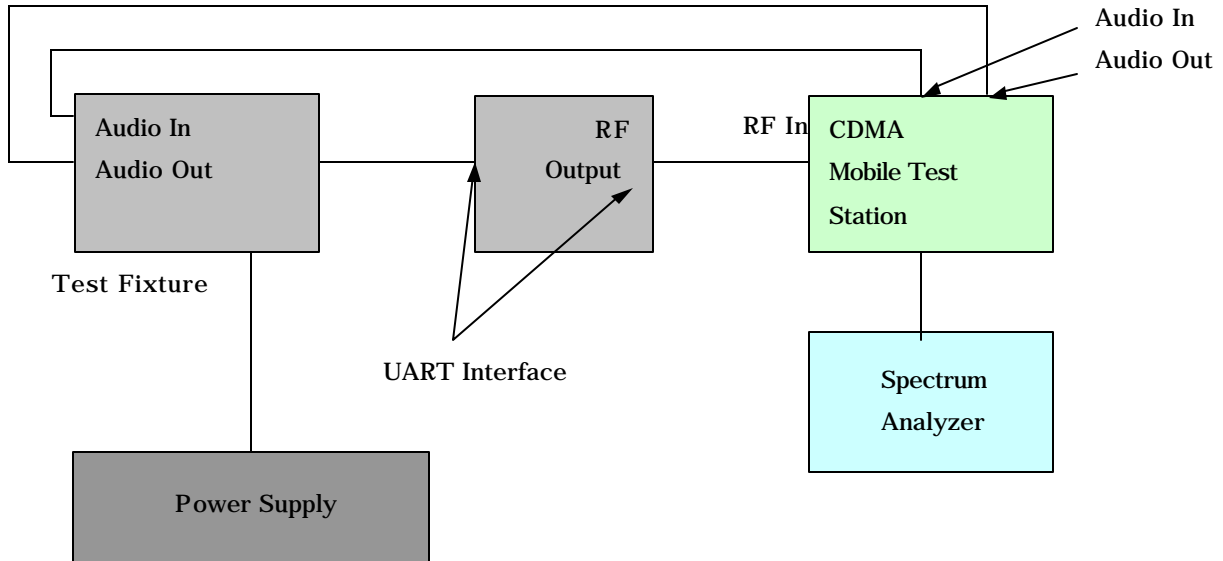 Audio In
Audio Out
Audio In
Audio Out
RF
Output
RF In
CDMA
Mobile Test
Station
Test Fixture
UART Interface
Spectrum
Analyzer
Power Supply